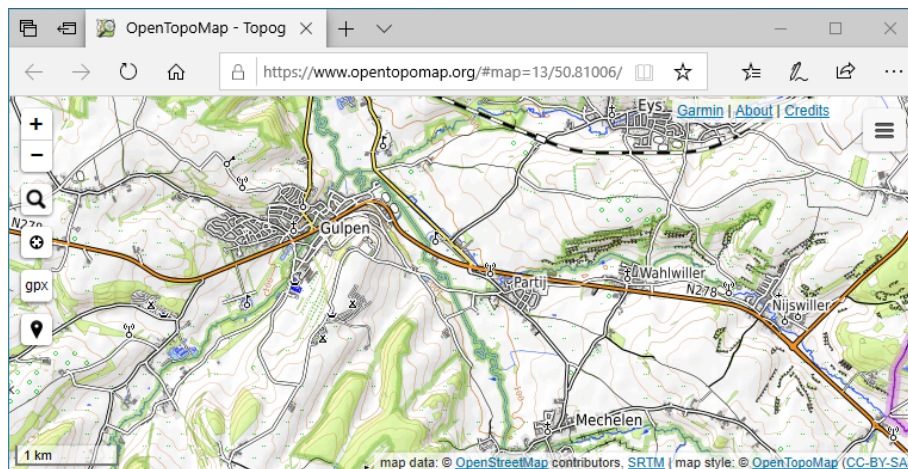 OpenTopoMap - Topog
https://www.opentopomap.org/#map=13/50.81006/
Garmin | About | Credits
Eys
+
−
gpx
N278
Gulpen
Partij
Wahlwiller
N278
Nijswiller
Mechelen
1 km
map data: © OpenStreetMap contributors, SRTM | map style: © OpenTopoMap (CC-BY-SA